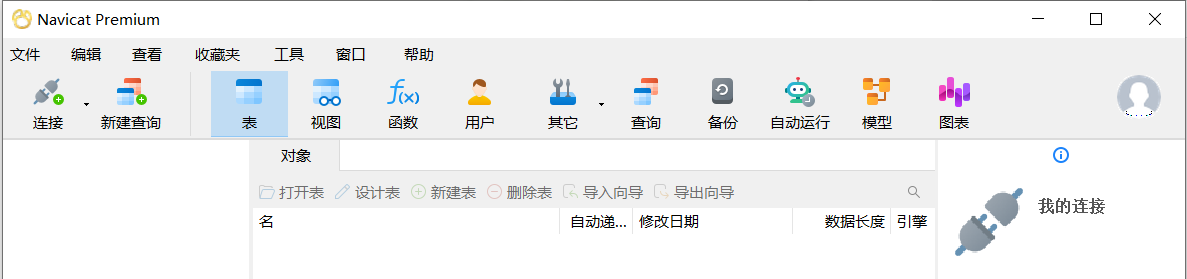 Navicat Premium
文件 编辑 查看 收藏夹 工具 窗口 帮助
连接 新建查询 表 视图 f(x) 函数 用户 其它 查询 备份 自动运行 模型 图表
对象
打开表 设计表 新建表 删除表 导入向导 导出向导
名 自动递... 修改日期 数据长度 引擎
我的连接